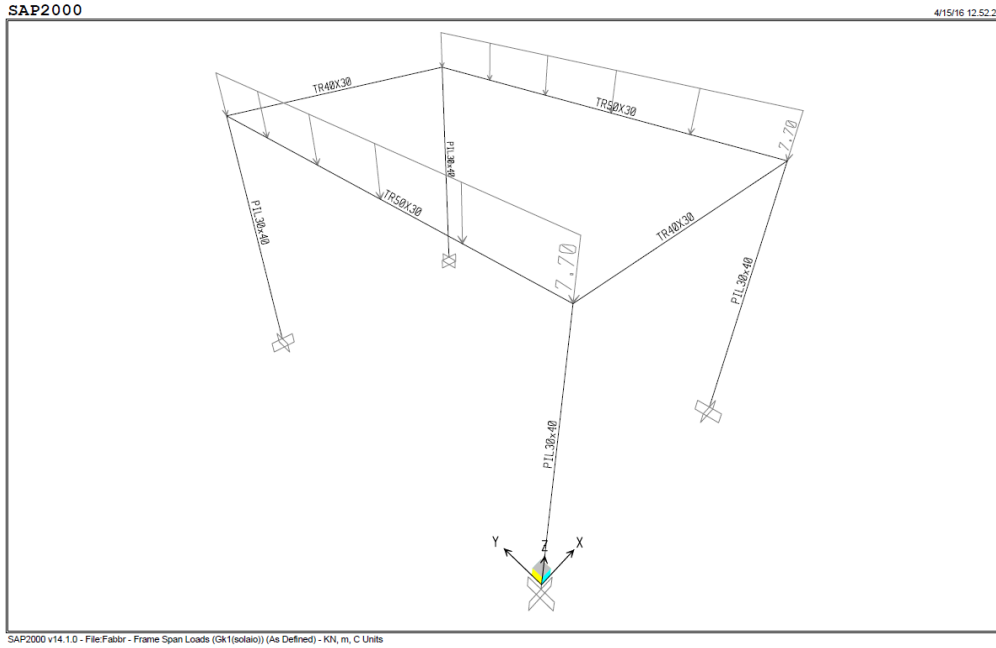 SAP2000
4/15/16 12.52.2
TR40X30
TR50X30
7.70
PIL30x40
PIL30x40
TR50X30
TR40X30
7.70
PIL30x40
PIL30x40
Y
Z
X
SAP2000 v14.1.0 - File:Fabbr - Frame Span Loads (Gk1(solaio)) (As Defined) - KN, m, C Units